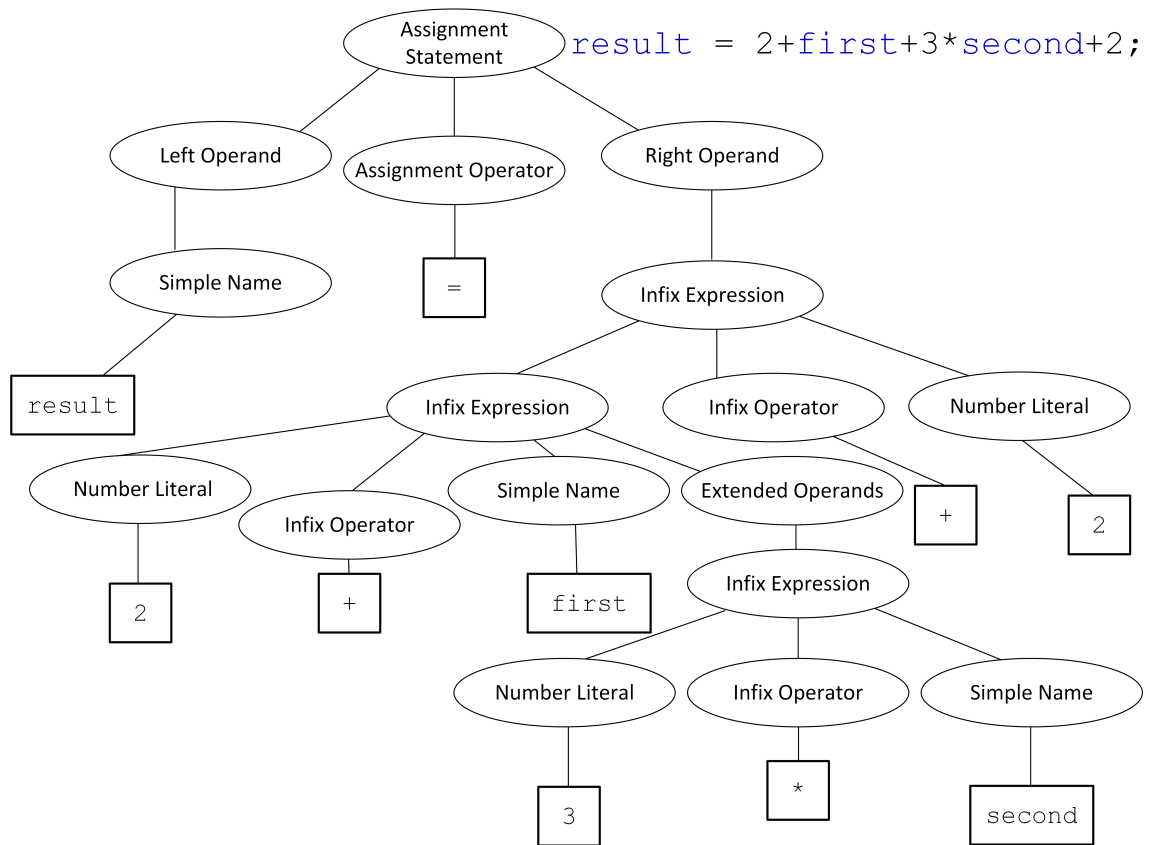 Assignment
Statement
result = 2+first+3*second+2;
Left Operand
Assignment Operator
Right Operand
Simple Name
=
Infix Expression
result
Infix Expression
Infix Operator
Number Literal
Number Literal
Infix Operator
Simple Name
Extended Operands
+
2
2
+
first
Infix Expression
Number Literal
Infix Operator
Simple Name
3
*
second